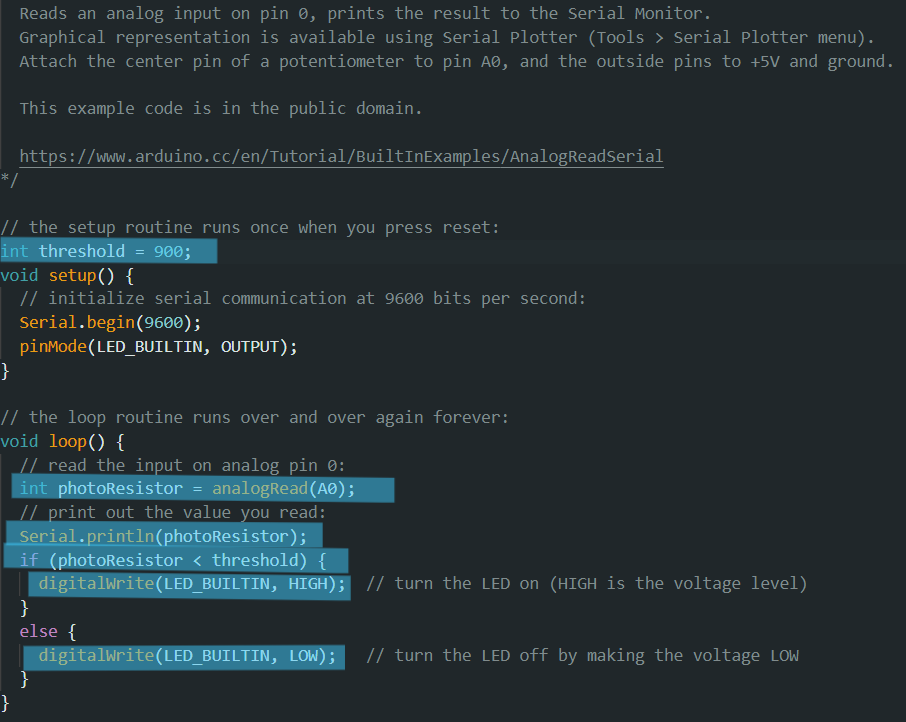 Reads an analog input on pin 0, prints the result to the Serial Monitor.
  Graphical representation is available using Serial Plotter (Tools > Serial Plotter menu).
  Attach the center pin of a potentiometer to pin A0, and the outside pins to +5V and ground.

  This example code is in the public domain.

  https://www.arduino.cc/en/Tutorial/BuiltInExamples/AnalogReadSerial
*/

// the setup routine runs once when you press reset:
int threshold = 900;
void setup() {
  // initialize serial communication at 9600 bits per second:
  Serial.begin(9600);
  pinMode(LED_BUILTIN, OUTPUT);
}

// the loop routine runs over and over again forever:
void loop() {
  // read the input on analog pin 0:
  int photoResistor = analogRead(A0);
  // print out the value you read:
  Serial.println(photoResistor);
  if (photoResistor < threshold) {
    digitalWrite(LED_BUILTIN, HIGH);  // turn the LED on (HIGH is the voltage level)
  }
  else {
    digitalWrite(LED_BUILTIN, LOW);   // turn the LED off by making the voltage LOW
  }
}